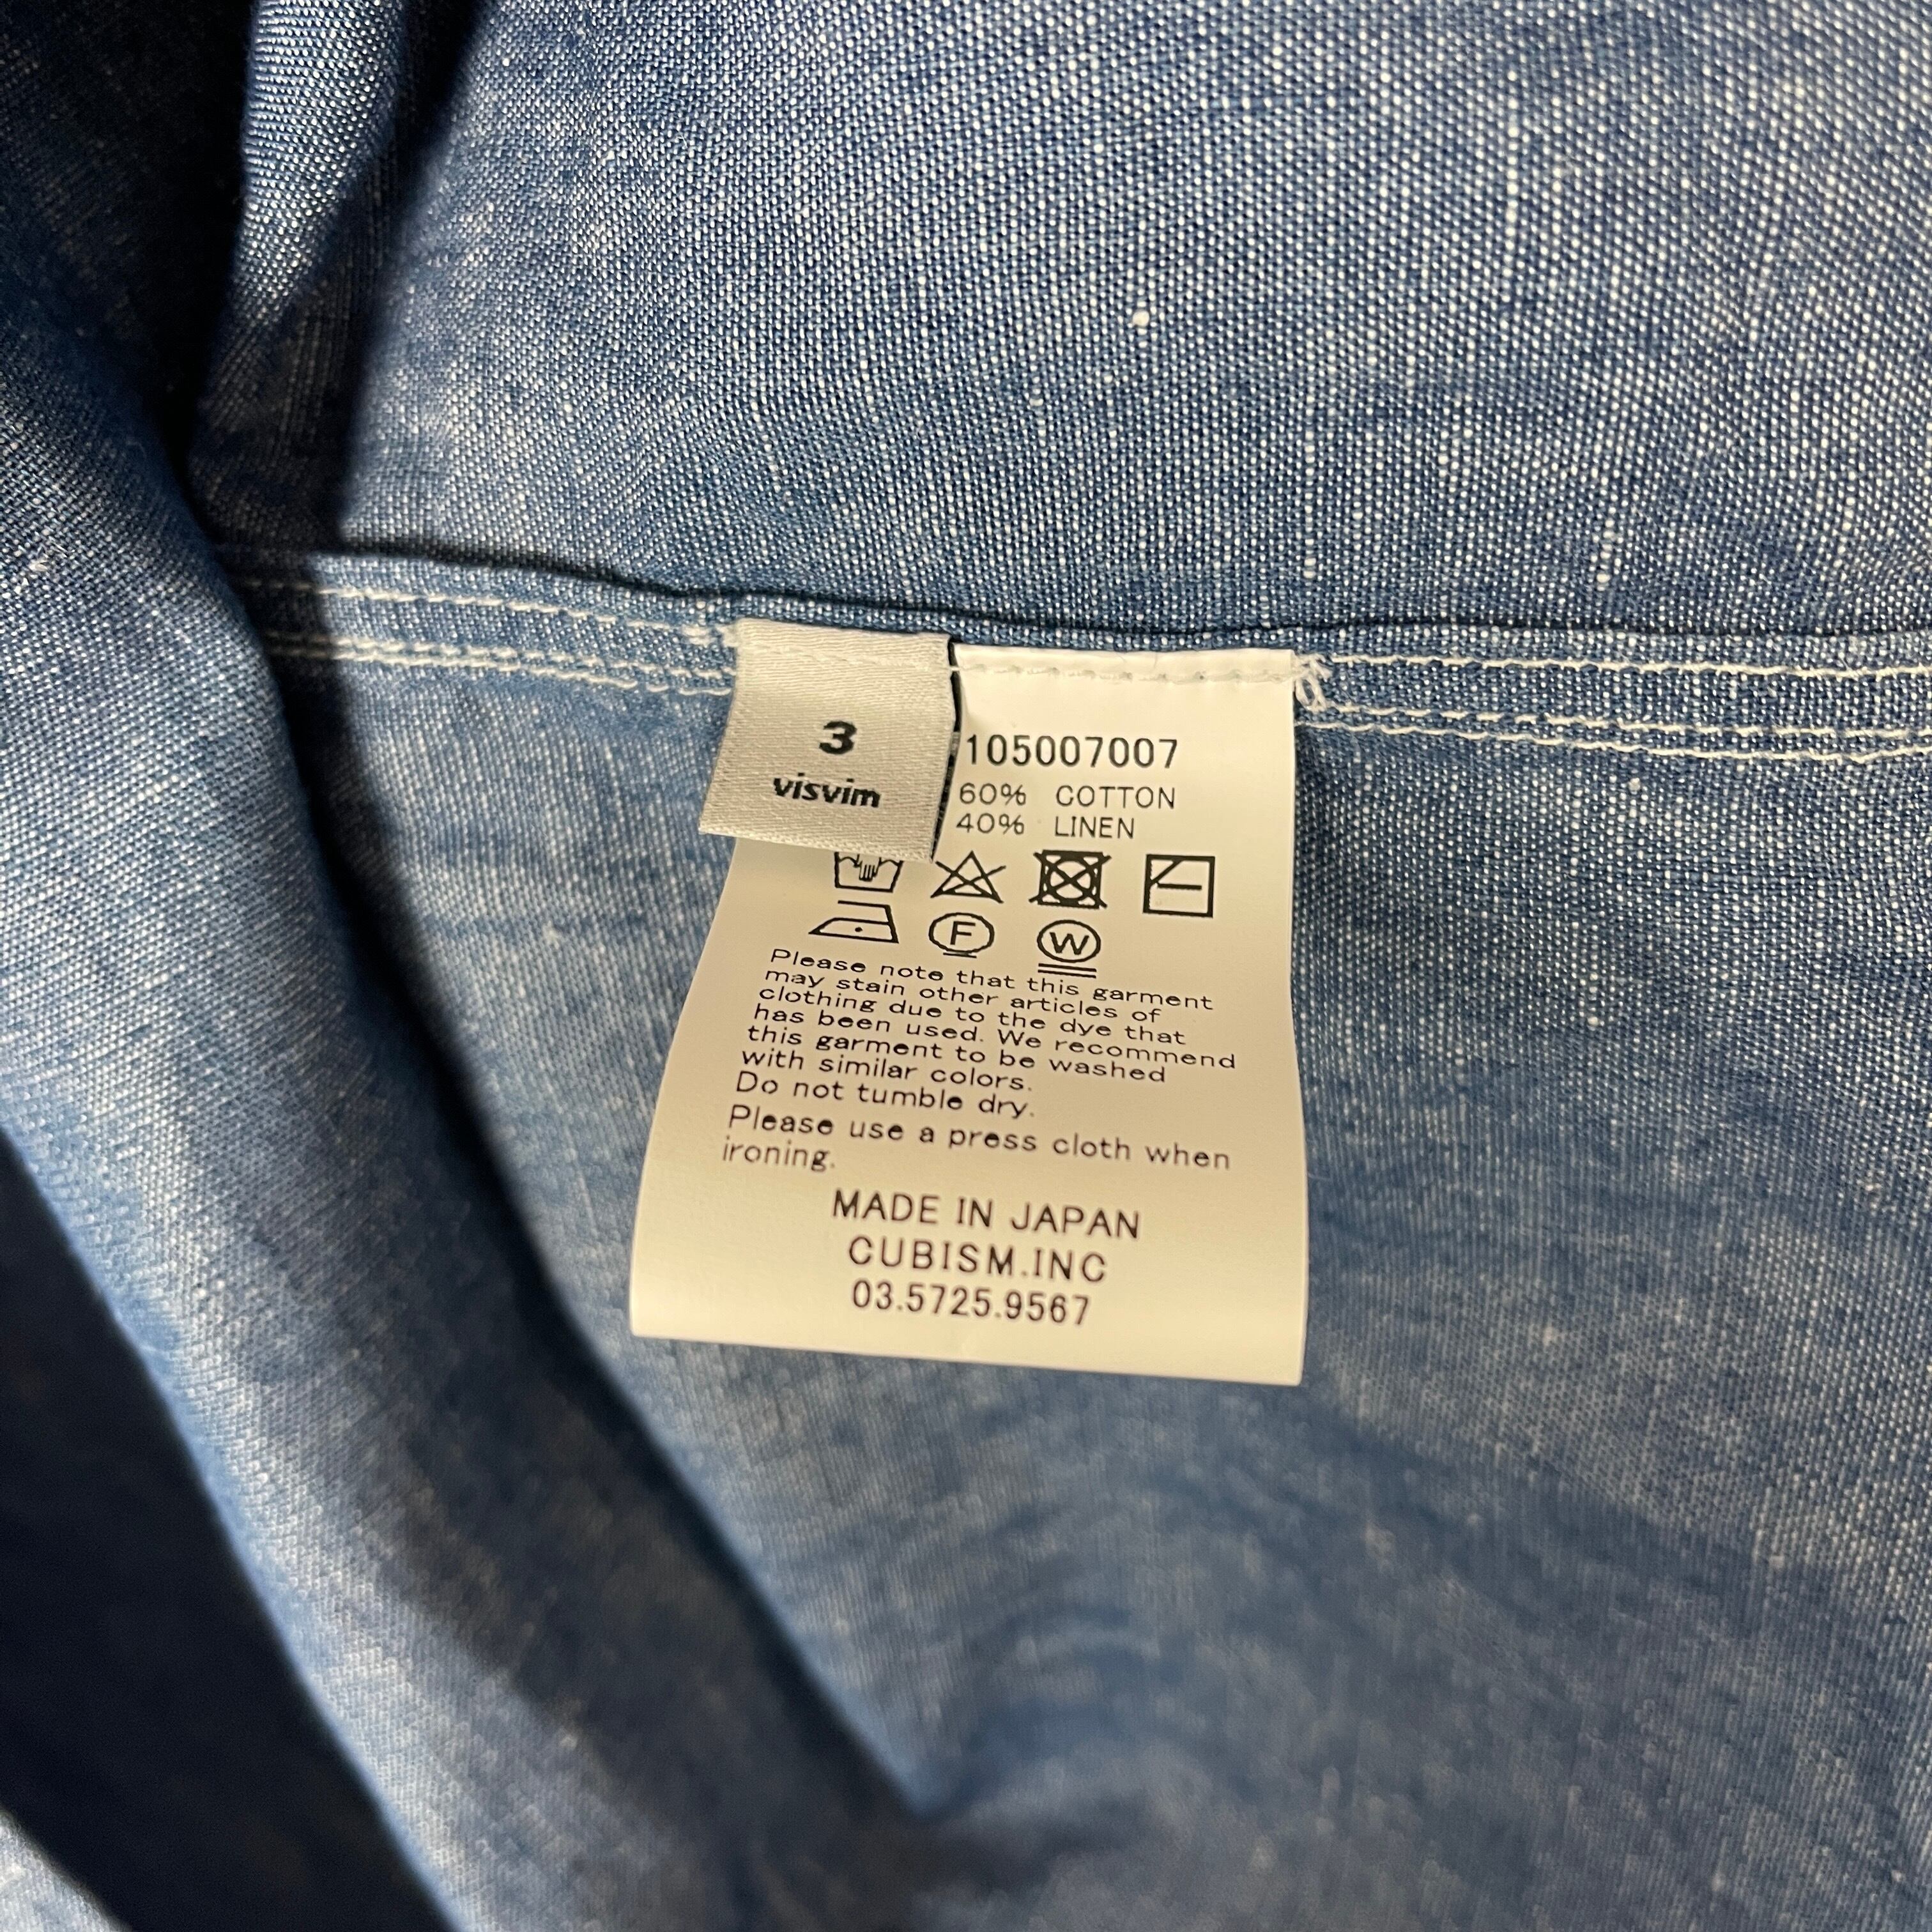 3
visvim
105007007
60% COTTON
40% LINEN
F W
Please note that this garment
may stain other articles of
clothing due to the dye that
has been used. We recommend
this garment to be washed
with similar colors.
Do not tumble dry.
Please use a press cloth when
ironing.
MADE IN JAPAN
CUBISM.INC
03.5725.9567